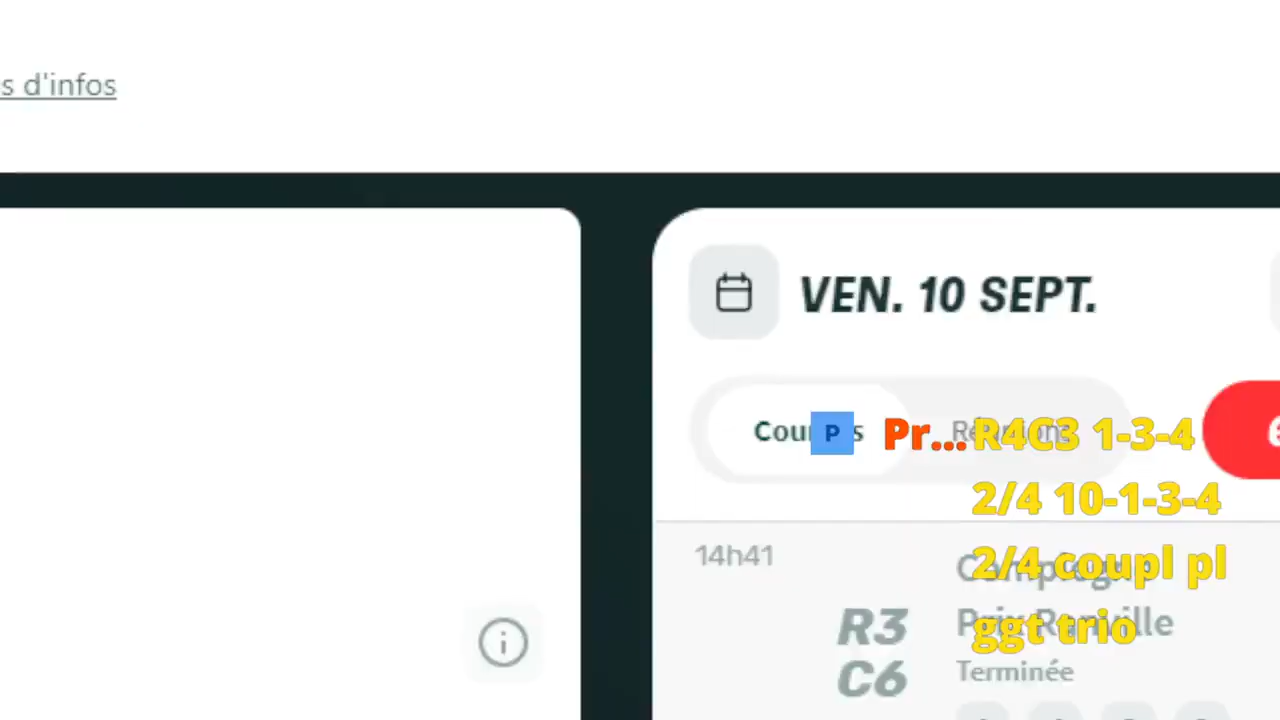 s d'infos
VEN. 10 SEPT.
P Pr... R4C3 1-3-4
2/4 10-1-3-4
14h41
2/4 coupl pl
R3
ggt trio
C6
Terminée